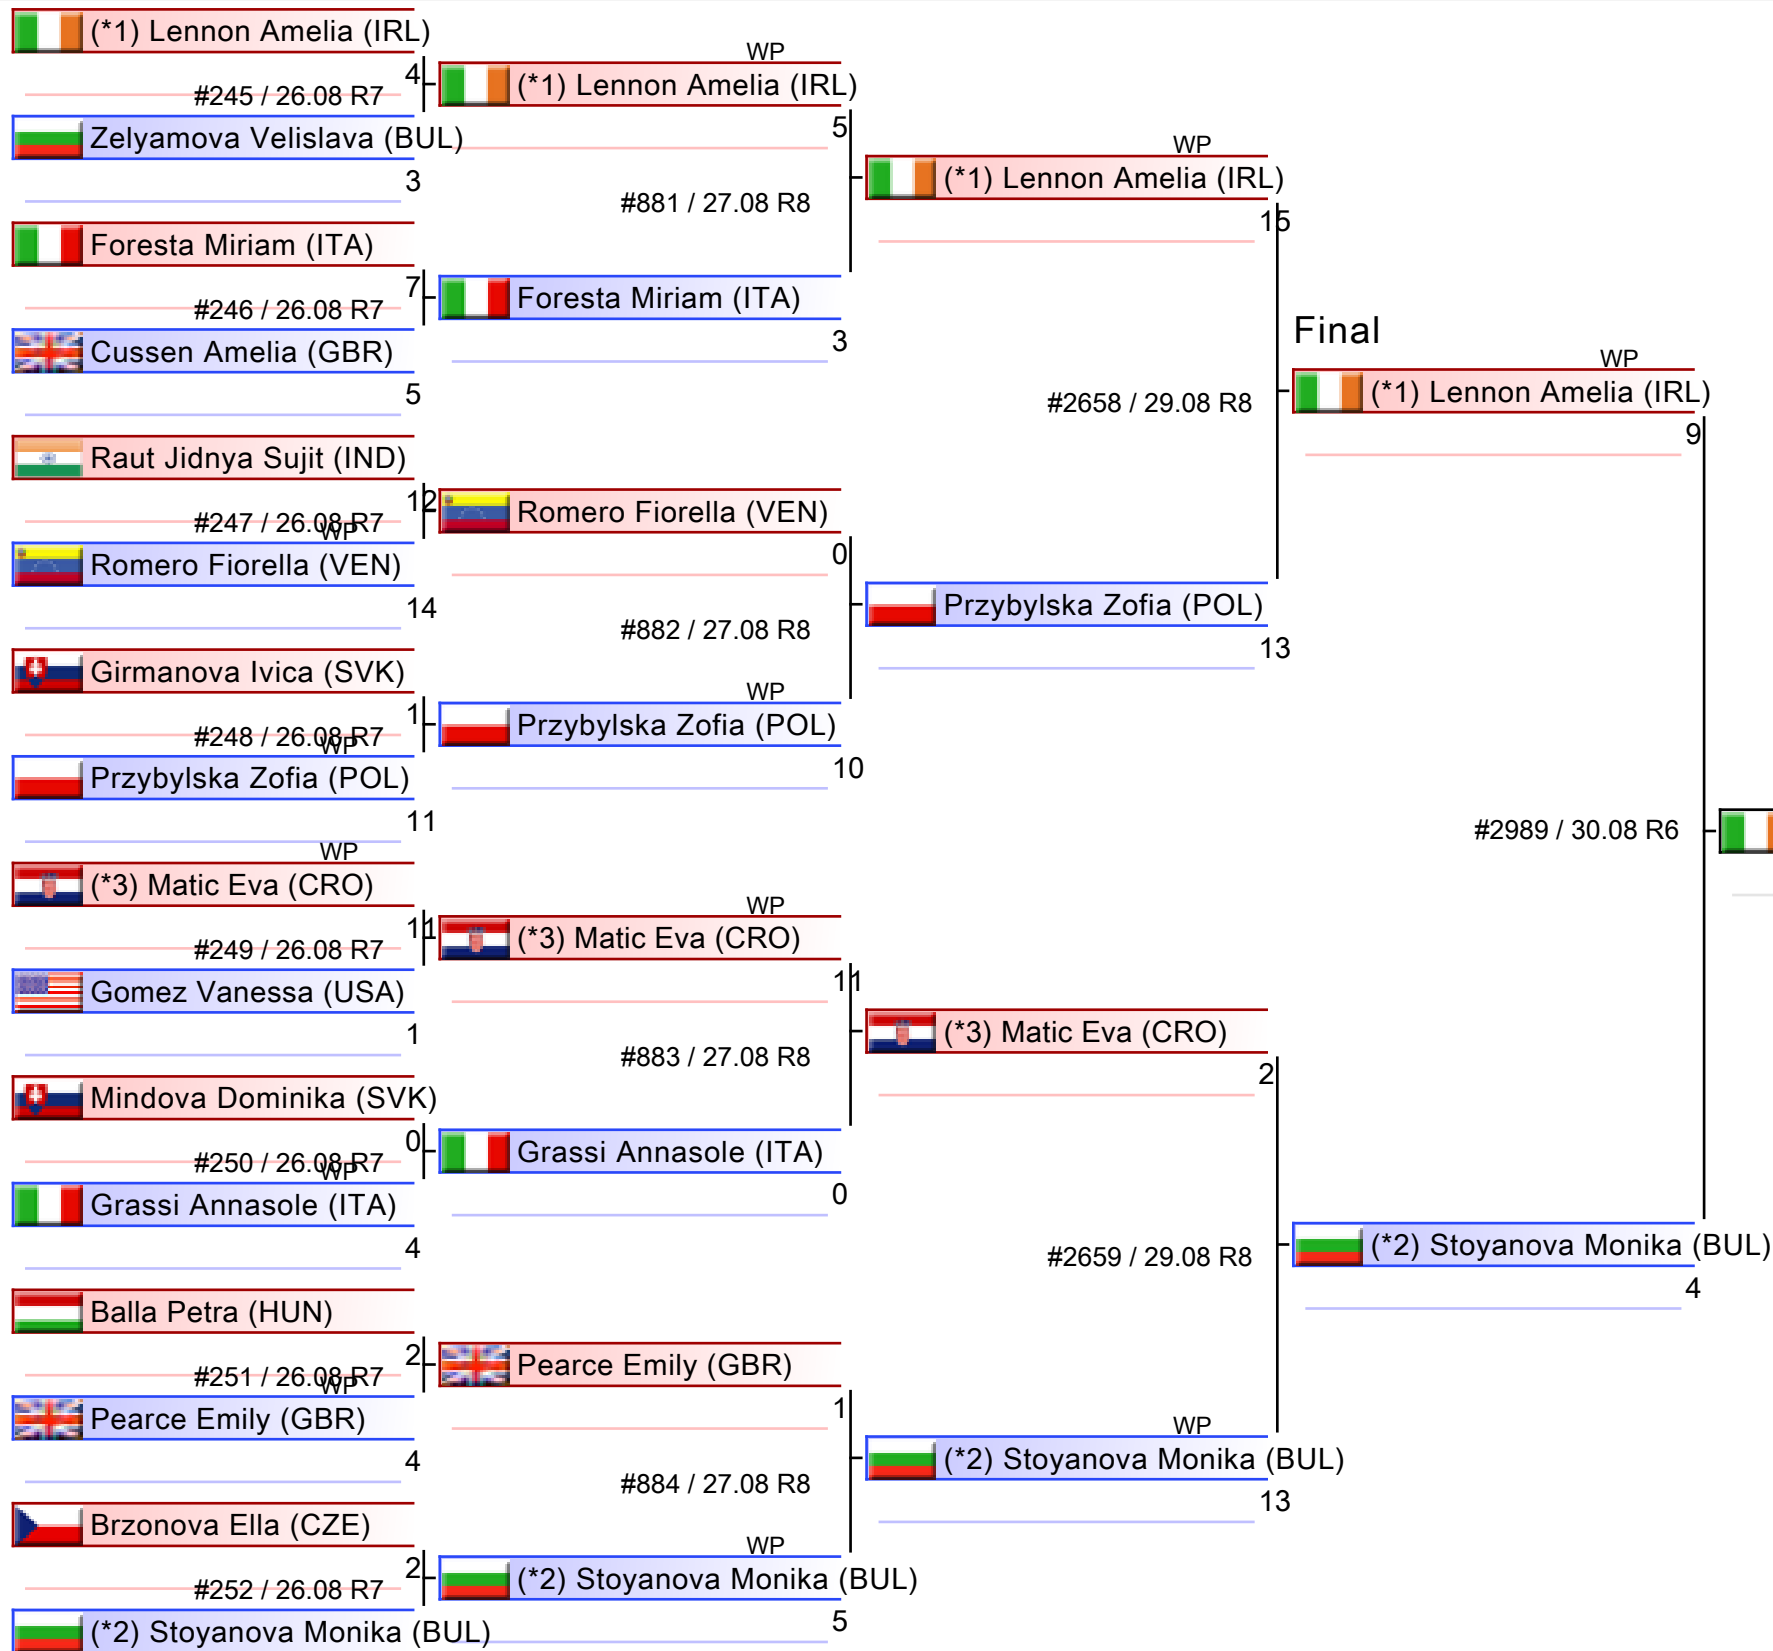 (*1) Lennon Amelia (IRL)
4
#245 / 26.08 R7
Zelyamova Velislava (BUL)
3
Foresta Miriam (ITA)
7
#246 / 26.08 R7
Cussen Amelia (GBR)
5
Raut Jidnya Sujit (IND)
12
#247 / 26.08 R7
WP
Romero Fiorella (VEN)
14
Girmanova Ivica (SVK)
1
#248 / 26.08 R7
WP
Przybylska Zofia (POL)
11
WP
(*3) Matic Eva (CRO)
11
#249 / 26.08 R7
Gomez Vanessa (USA)
1
Mindova Dominika (SVK)
0
#250 / 26.08 R7
WP
Grassi Annasole (ITA)
4
Balla Petra (HUN)
2
#251 / 26.08 R7
WP
Pearce Emily (GBR)
4
Brzonova Ella (CZE)
2
#252 / 26.08 R7
(*2) Stoyanova Monika (BUL)
WP
(*1) Lennon Amelia (IRL)
5
#881 / 27.08 R8
Foresta Miriam (ITA)
3
Romero Fiorella (VEN)
0
#882 / 27.08 R8
WP
Przybylska Zofia (POL)
10
WP
(*3) Matic Eva (CRO)
11
#883 / 27.08 R8
Grassi Annasole (ITA)
0
Pearce Emily (GBR)
1
#884 / 27.08 R8
WP
(*2) Stoyanova Monika (BUL)
5
WP
(*1) Lennon Amelia (IRL)
15
#2658 / 29.08 R8
Przybylska Zofia (POL)
13
(*3) Matic Eva (CRO)
2
#2659 / 29.08 R8
WP
(*2) Stoyanova Monika (BUL)
13
Final
WP
(*1) Lennon Amelia (IRL)
9
#2989 / 30.08 R6
(*2) Stoyanova Monika (BUL)
4